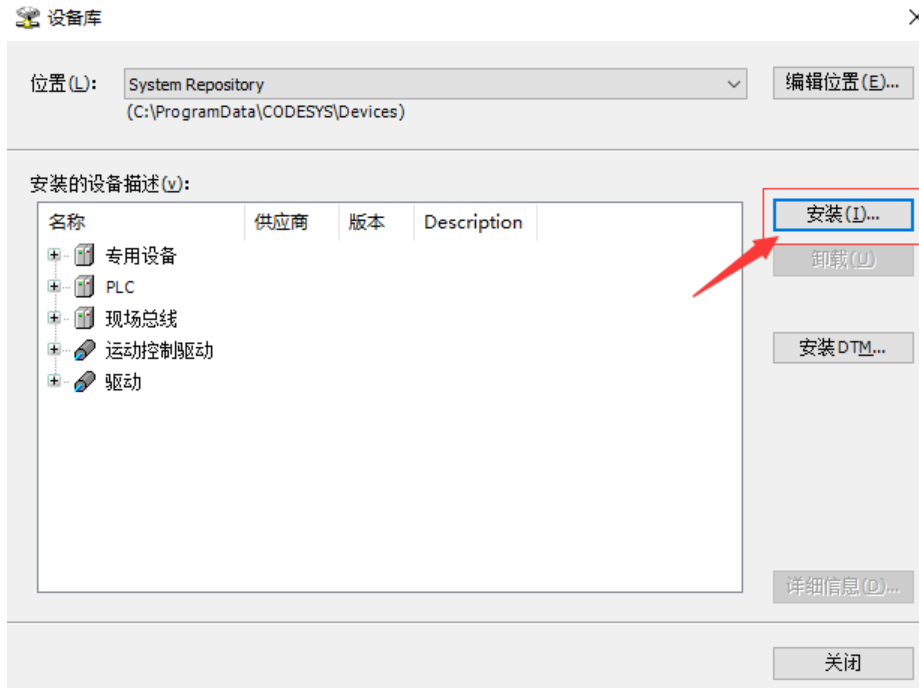 设备库
位置(L): System Repository 编辑位置(E)...
(C:\ProgramData\CODESYS\Devices)
安装的设备描述(v):
名称 供应商 版本 Description
安装(I)...
专用设备
卸载(U)
PLC
现场总线
运动控制驱动
安装DTM...
驱动
详细信息(D)...
关闭